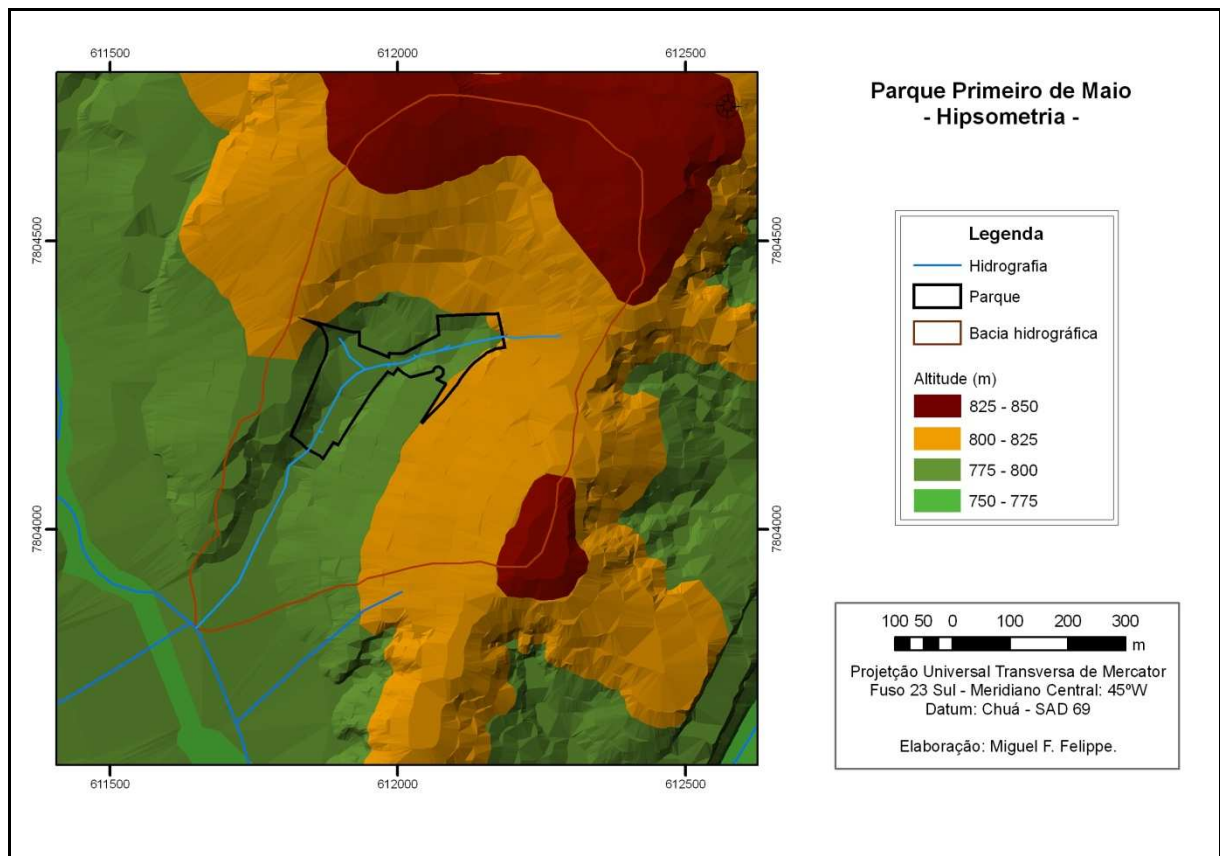 611500
612000
612500
7804500
7804500
7804000
7804000
611500
612000
612500
Parque Primeiro de Maio
- Hipsometria -
Legenda
Hidrografia
Parque
Bacia hidrográfica
Altitude (m)
825 - 850
800 - 825
775 - 800
750 - 775
100 50 0 100 200 300
m
Projetção Universal Transversa de Mercator
Fuso 23 Sul - Meridiano Central: 45ºW
Datum: Chuá - SAD 69
Elaboração: Miguel F. Felippe.